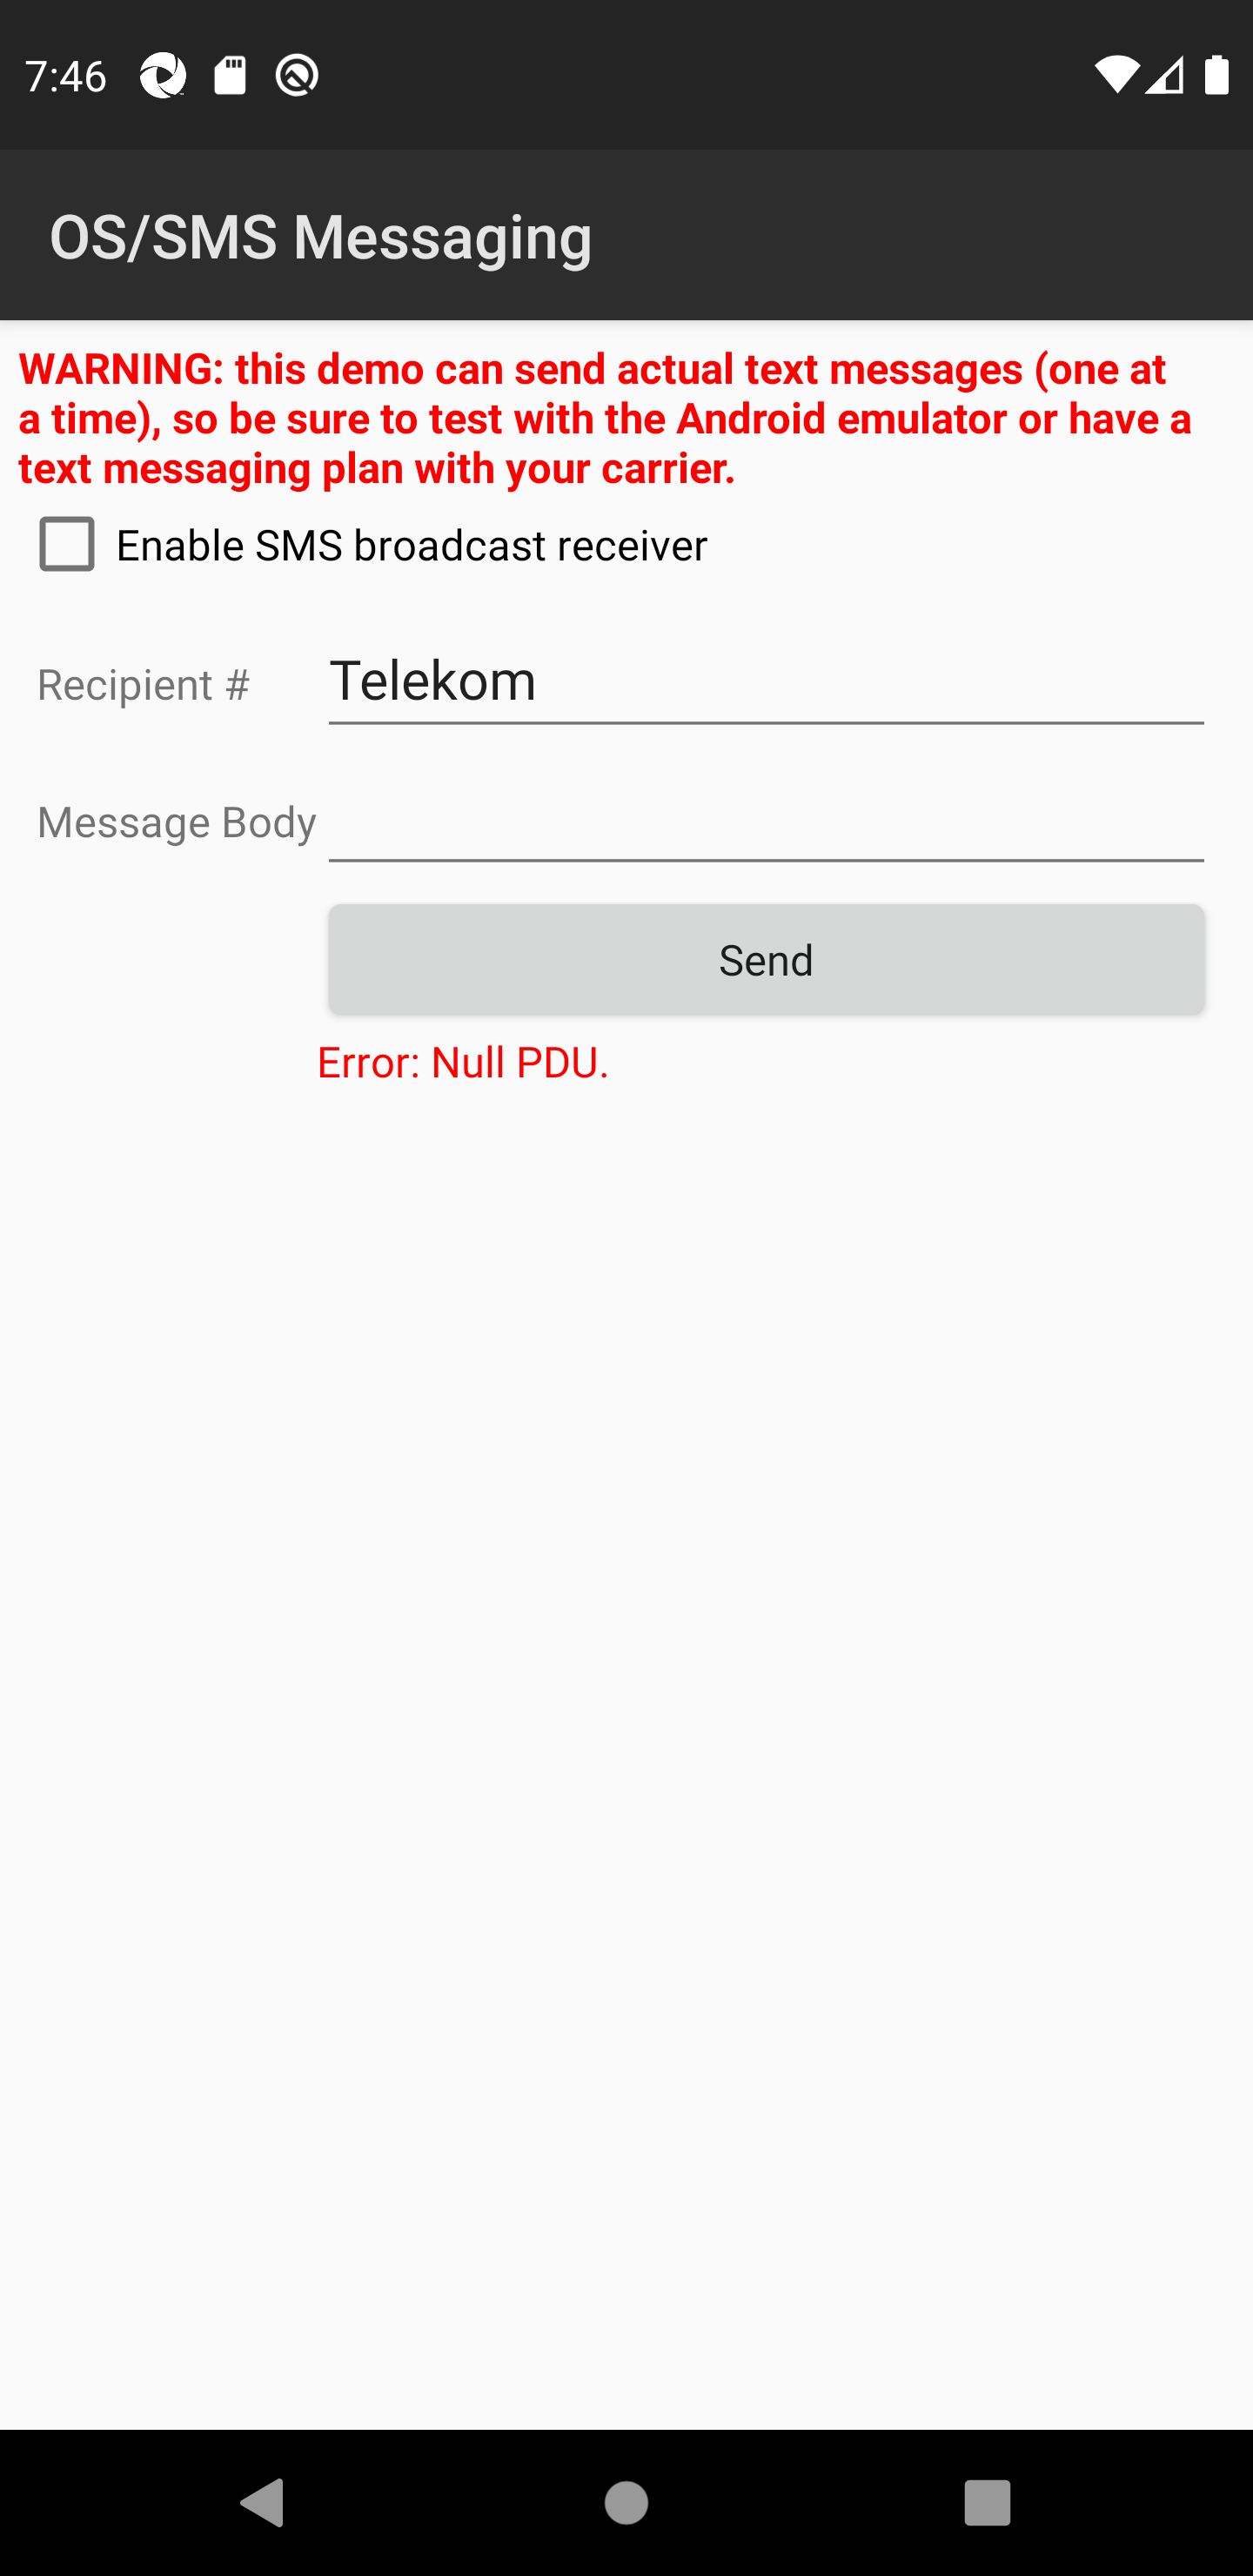 7:46
OS/SMS Messaging
WARNING: this demo can send actual text messages (one at
a time), so be sure to test with the Android emulator or have a
text messaging plan with your carrier.
Enable SMS broadcast receiver
Recipient # Telekom
Message Body
Send
Error: Null PDU.